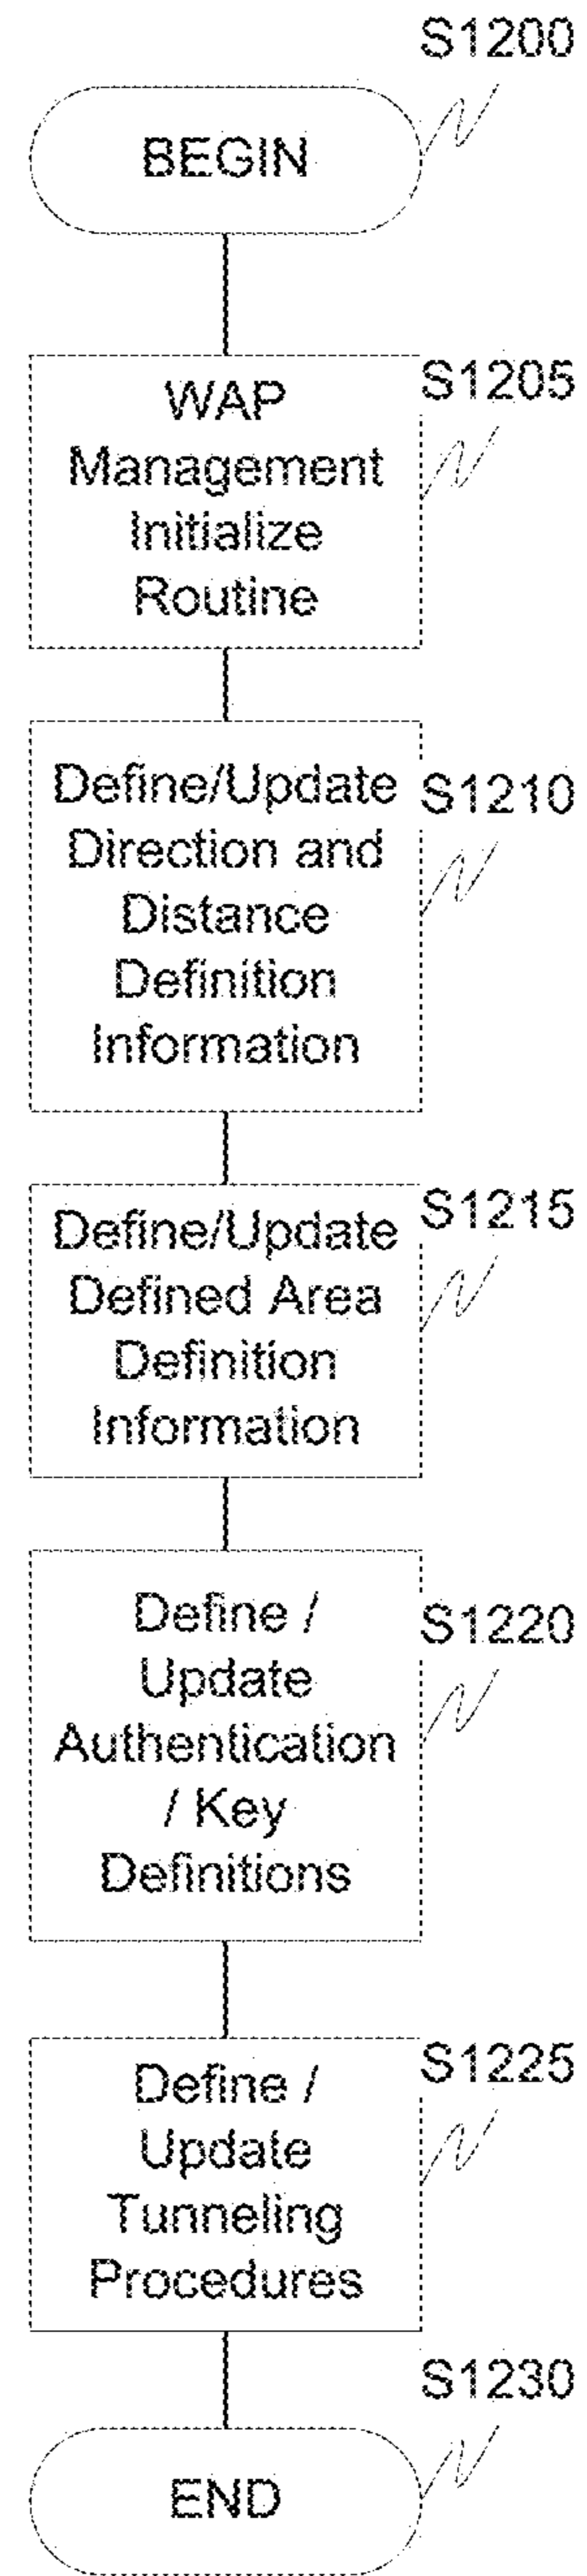 S1200
BEGIN
S1205
WAP
Management
Initialize
Routine
S1210
Define/Update
Direction and
Distance
Definition
Information
S1215
Define/Update
Defined Area
Definition
Information
S1220
Define /
Update
Authentication
/ Key
Definitions
S1225
Define /
Update
Tunneling
Procedures
S1230
END